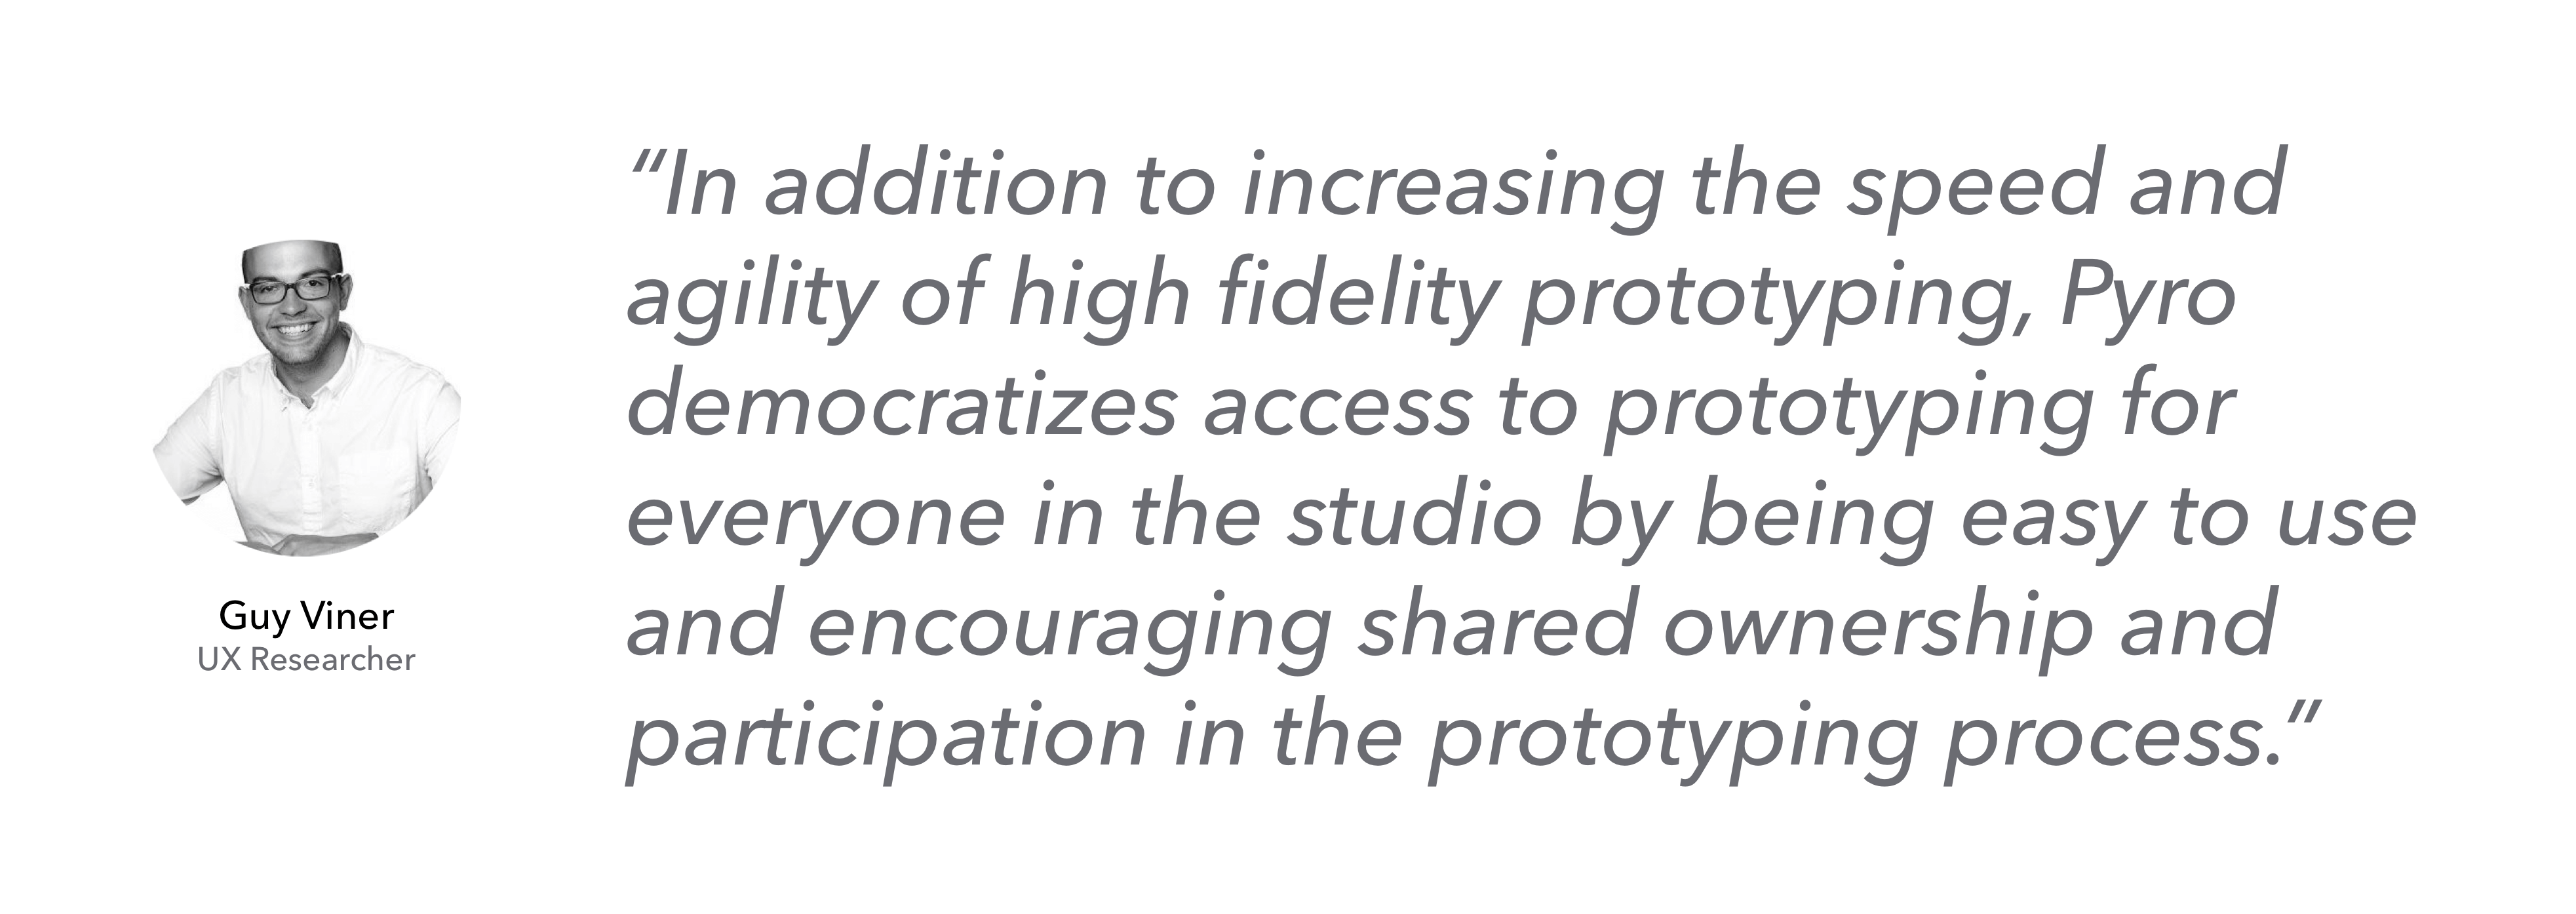 Guy Viner
UX Researcher
“In addition to increasing the speed and
agility of high fidelity prototyping, Pyro
democratizes access to prototyping for
everyone in the studio by being easy to use
and encouraging shared ownership and
participation in the prototyping process.”